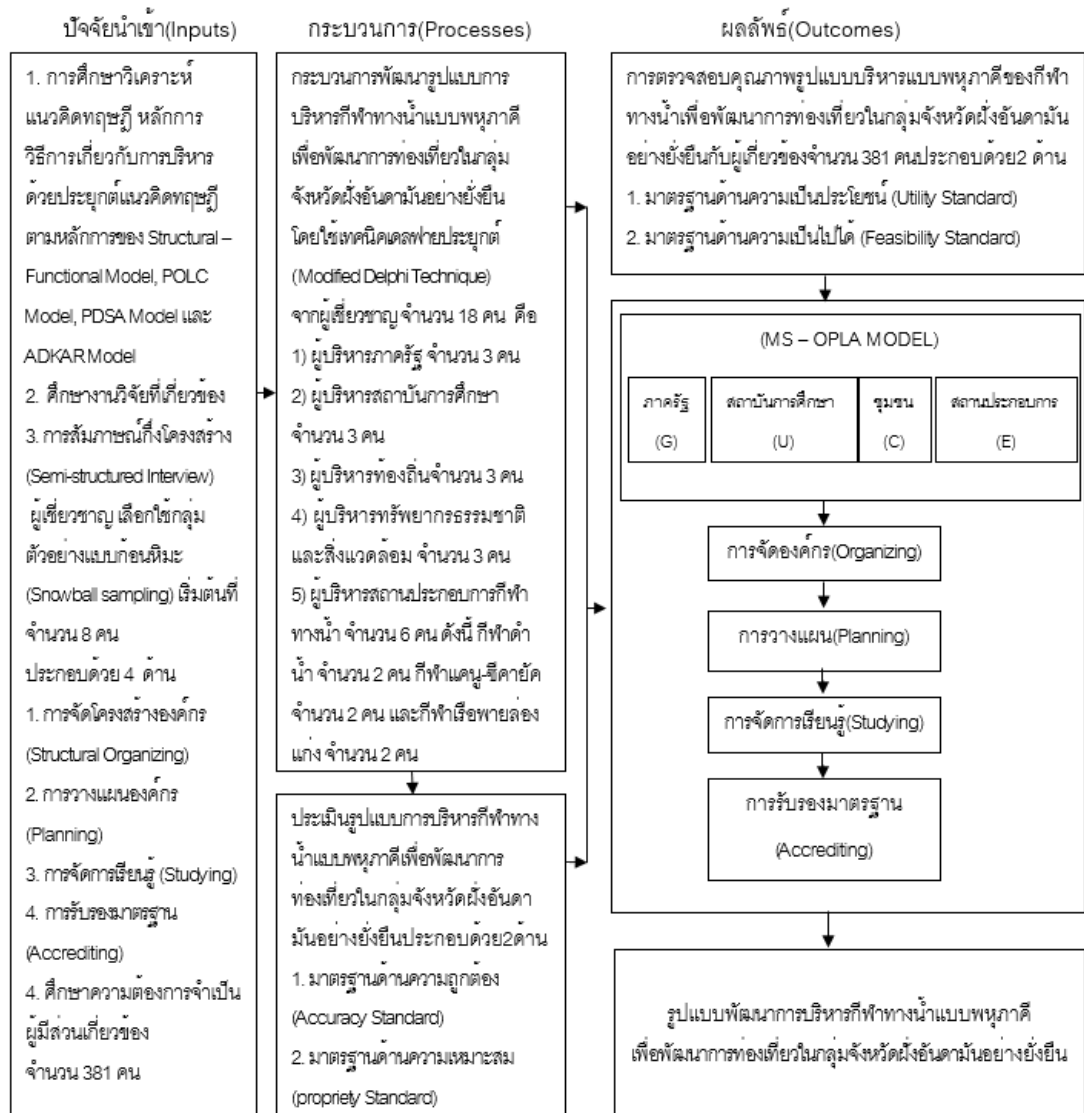 ปัจจัยนำเข้า(Inputs)
1. การศึกษาวิเคราะห์
แนวคิดทฤษฎี หลักการ
วิธีการเกี่ยวกับการบริหาร
ด้วยประยุกต์แนวคิดทฤษฎี
ตามหลักการของ Structural –
Functional Model, POLC
Model, PDSA Model และ
ADKAR Model
2. ศึกษางานวิจัยที่เกี่ยวข้อง
3. การสัมภาษณ์กึ่งโครงสร้าง
(Semi-structured Interview)
ผู้เชี่ยวชาญ เลือกใช้กลุ่ม
ตัวอย่างแบบก้อนหิมะ
(Snowball sampling) เริ่มต้นที่
จำนวน 8 คน
ประกอบด้วย 4 ด้าน
1. การจัดโครงสร้างองค์กร
(Structural Organizing)
2. การวางแผนองค์กร
(Planning)
3. การจัดการเรียนรู้ (Studying)
4. การรับรองมาตรฐาน
(Accrediting)
4. ศึกษาความต้องการจำเป็น
ผู้มีส่วนเกี่ยวข้อง
จำนวน 381 คน
กระบวนการ(Processes)
กระบวนการพัฒนารูปแบบการ
บริหารกีฬาทางน้ำแบบพหุภาคี
เพื่อพัฒนาการท่องเที่ยวในกลุ่ม
จังหวัดฝั่งอันดามันอย่างยั่งยืน
โดยใช้เทคนิคเดลฟายประยุกต์
(Modified Delphi Technique)
จากผู้เชี่ยวชาญ จำนวน 18 คน คือ
1) ผู้บริหารภาครัฐ จำนวน 3 คน
2) ผู้บริหารสถาบันการศึกษา
จำนวน 3 คน
3) ผู้บริหารท้องถิ่นจำนวน 3 คน
4) ผู้บริหารทรัพยากรธรรมชาติ
และสิ่งแวดล้อม จำนวน 3 คน
5) ผู้บริหารสถานประกอบการกีฬา
ทางน้ำ จำนวน 6 คน ดังนี้ กีฬาดำ
น้ำ จำนวน 2 คน กีฬาแคนู-ซีคายัค
จำนวน 2 คน และกีฬาเรือพายล่อง
แก่ง จำนวน 2 คน
ประเมินรูปแบบการบริหารกีฬาทาง
น้ำแบบพหุภาคีเพื่อพัฒนาการ
ท่องเที่ยวในกลุ่มจังหวัดฝั่งอันดา
มันอย่างยั่งยืนประกอบด้วย2ด้าน
1. มาตรฐานด้านความถูกต้อง
(Accuracy Standard)
2. มาตรฐานด้านความเหมาะสม
(propriety Standard)
ผลลัพธ์(Outcomes)
การตรวจสอบคุณภาพรูปแบบบริหารแบบพหุภาคีของกีฬา
ทางน้ำเพื่อพัฒนาการท่องเที่ยวในกลุ่มจังหวัดฝั่งอันดามัน
อย่างยั่งยืนกับผู้เกี่ยวข้องจำนวน 381 คนประกอบด้วย2 ด้าน
1. มาตรฐานด้านความเป็นประโยชน์ (Utility Standard)
2. มาตรฐานด้านความเป็นไปได้ (Feasibility Standard)
(MS – OPLA MODEL)
ภาครัฐ
(G)
สถาบันการศึกษา
(U)
ชุมชน
(C)
สถานประกอบการ
(E)
การจัดองค์กร(Organizing)
การวางแผน(Planning)
การจัดการเรียนรู้(Studying)
การรับรองมาตรฐาน
(Accrediting)
รูปแบบพัฒนาการบริหารกีฬาทางน้ำแบบพหุภาคี
เพื่อพัฒนาการท่องเที่ยวในกลุ่มจังหวัดฝั่งอันดามันอย่างยั่งยืน